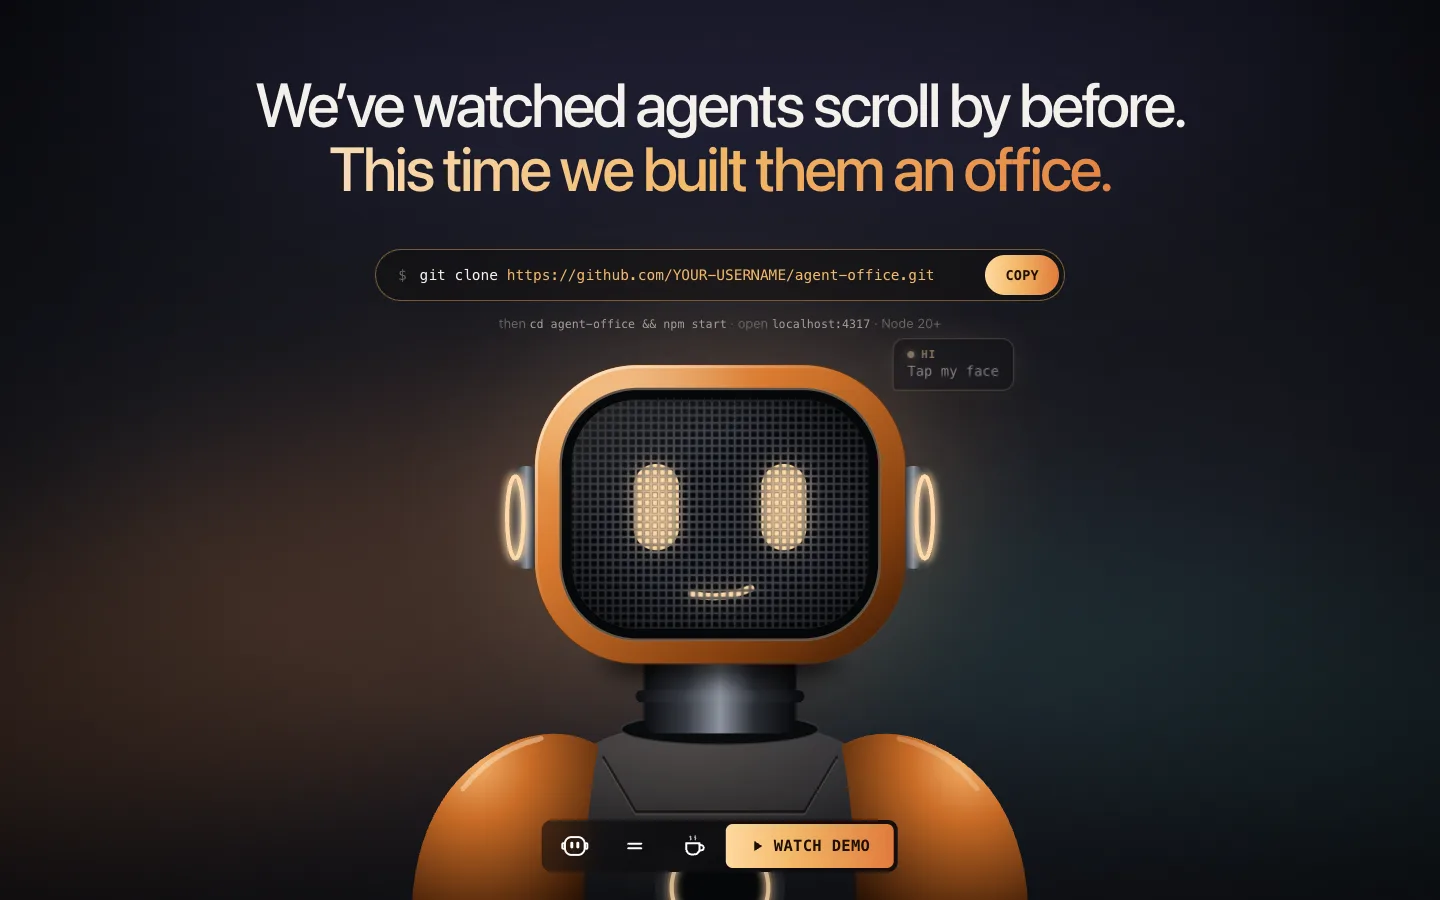 We’ve watched agents scroll by before.
This time we built them an office.
$ git clone https://github.com/YOUR-USERNAME/agent-office.git
COPY
then cd agent-office && npm start · open localhost:4317 · Node 20+
HI
Tap my face
WATCH DEMO